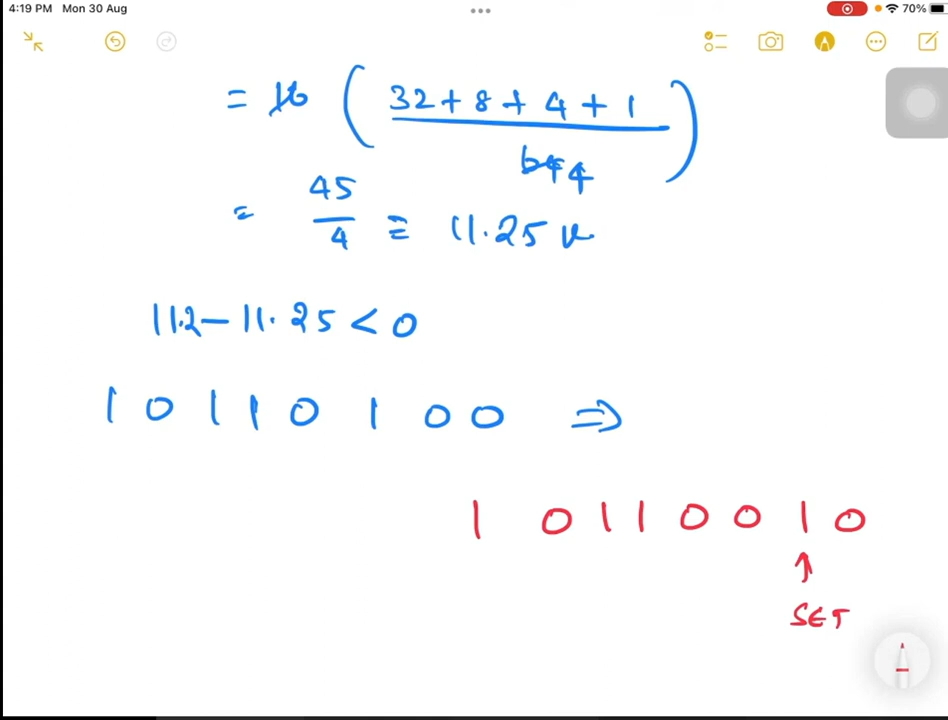 4:19 PM Mon 30 Aug 70%
= 16 ( 32 + 8 + 4 + 1 / 64 4 )
= 45/4 = 11.25 V
11.2 - 11.25 < 0
1 0 1 1 0 1 0 0 ⇒
1 0 1 1 0 0 1 0
↑
SET